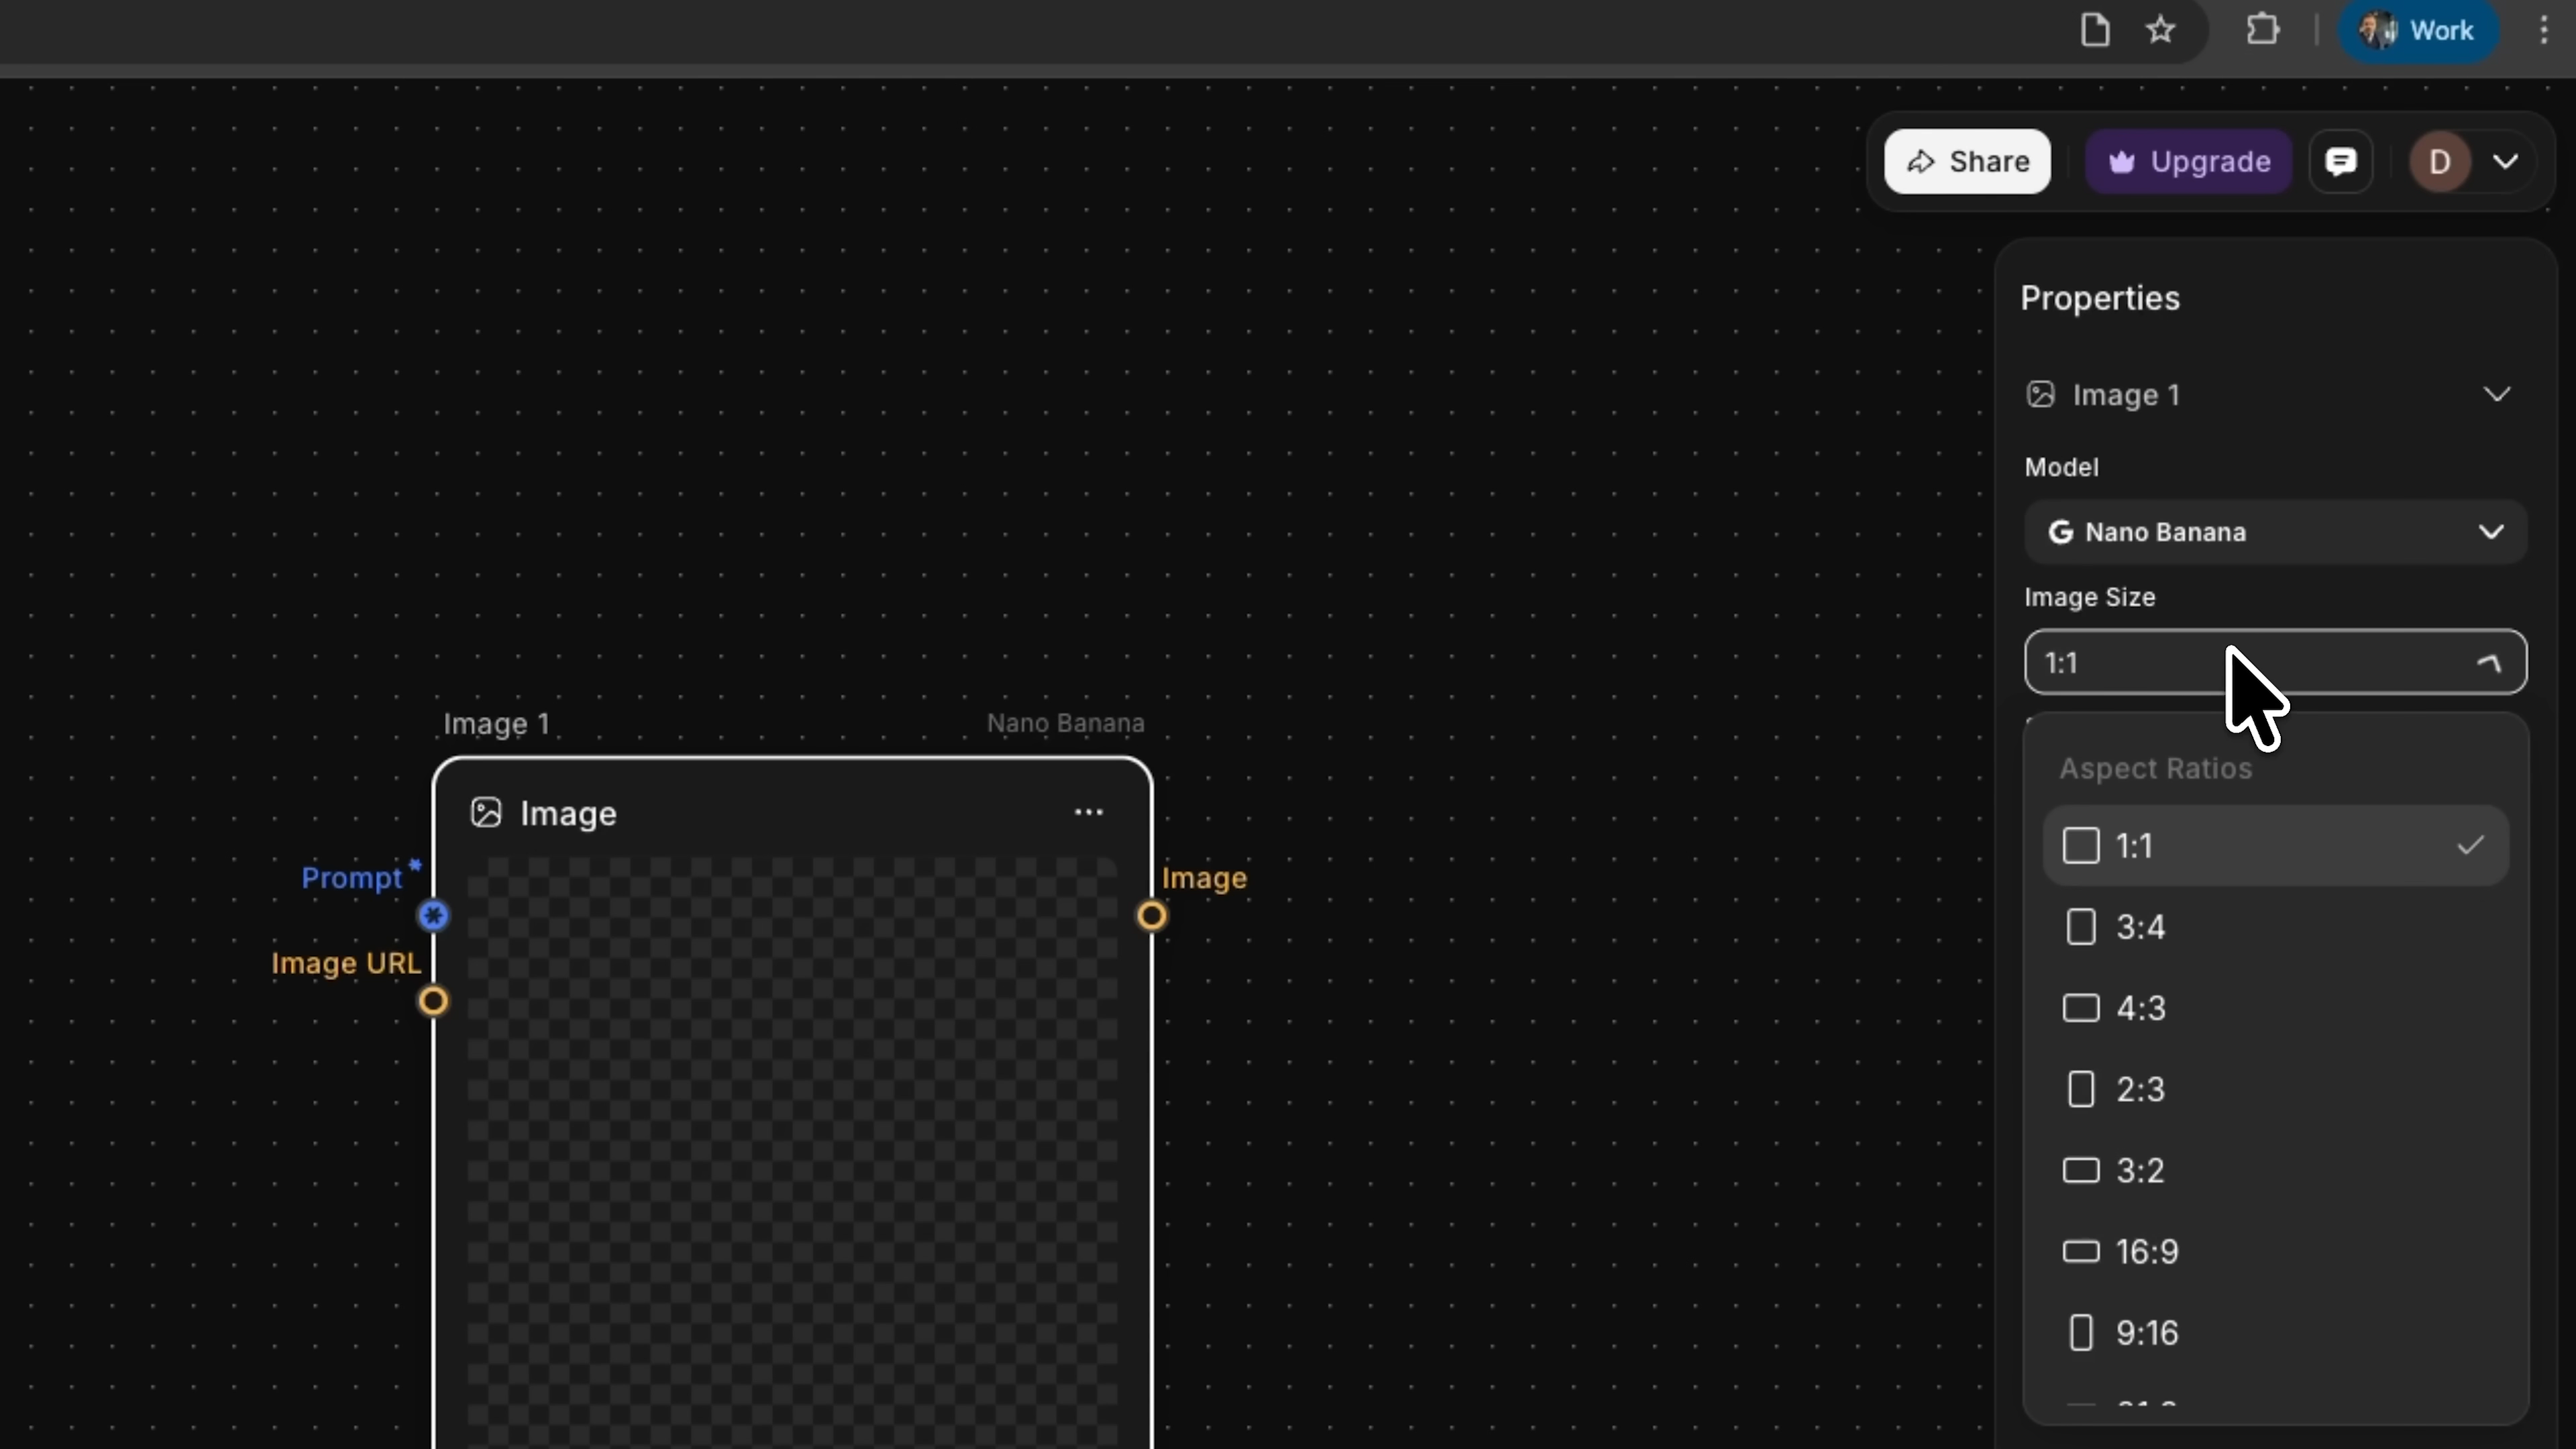 Work
Share
Upgrade
D
Properties
Image 1
Model
G Nano Banana
Image Size
1:1
Aspect Ratios
1:1
3:4
4:3
2:3
3:2
16:9
9:16
Image 1
Nano Banana
Image
Prompt*
Image
Image URL